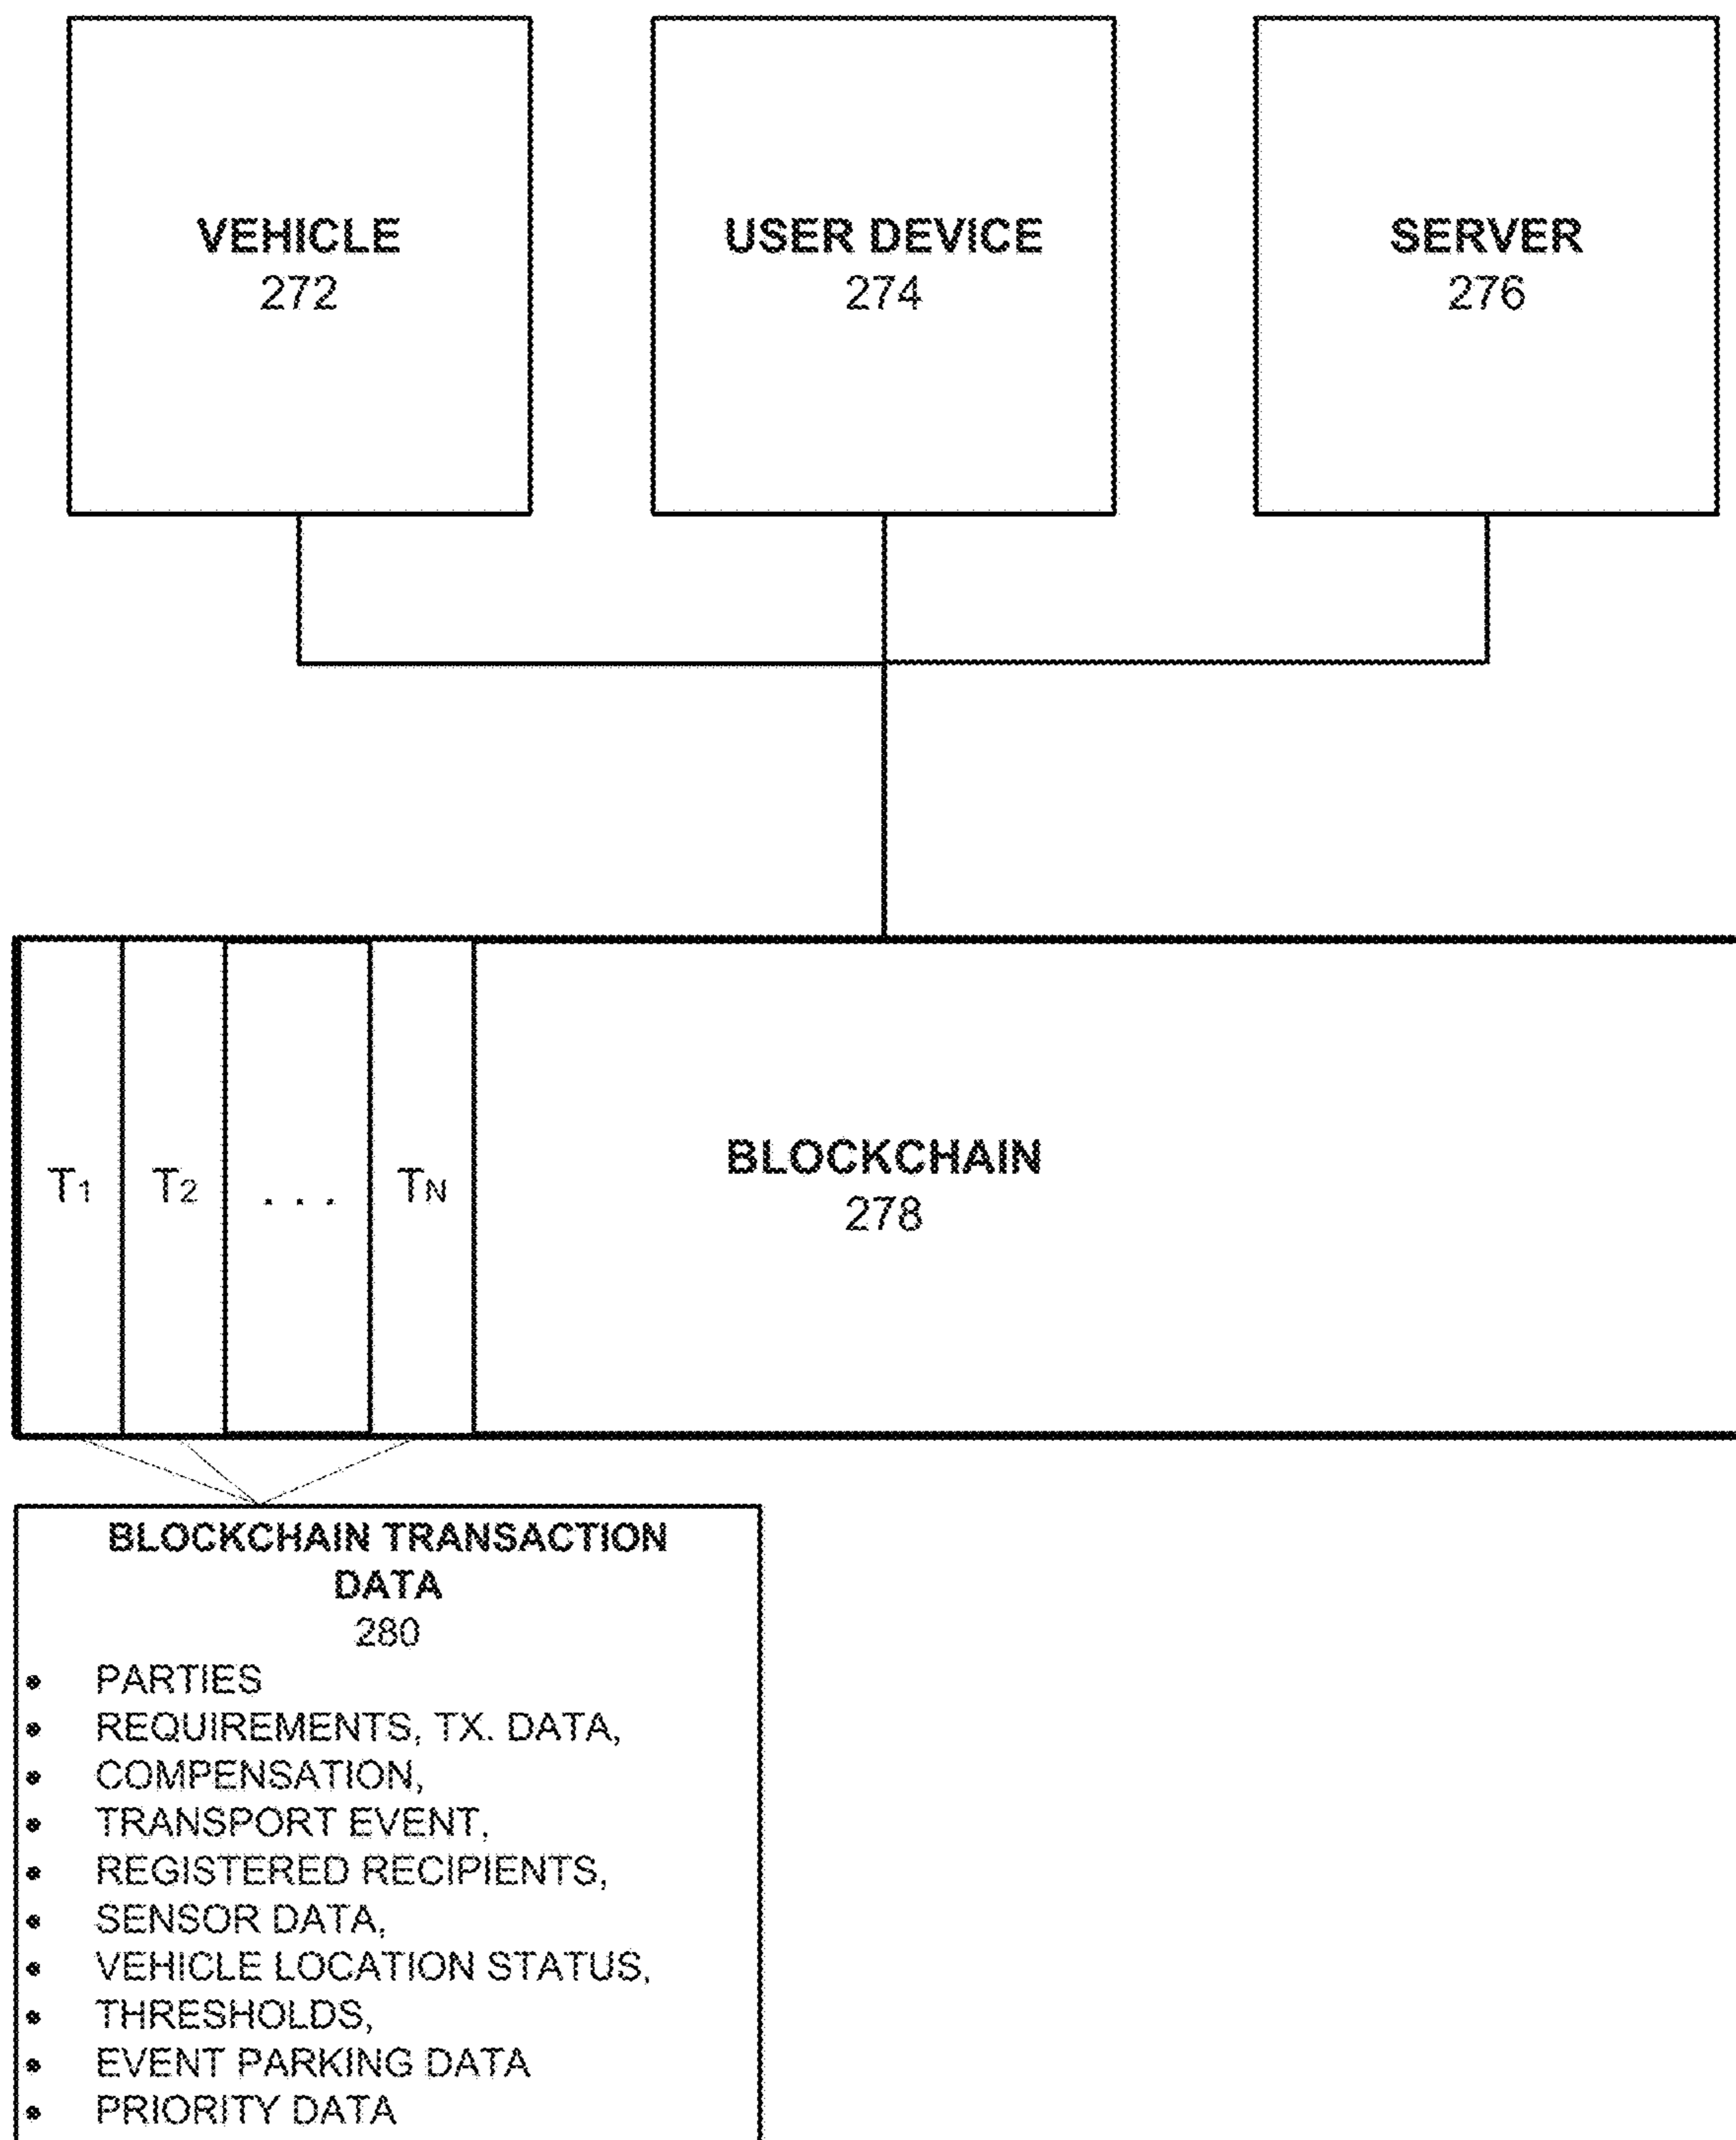 VEHICLE
272
USER DEVICE
274
SERVER
276
T1
T2
. . .
TN
BLOCKCHAIN
278
BLOCKCHAIN TRANSACTION
DATA
280
• PARTIES
• REQUIREMENTS, TX. DATA,
• COMPENSATION,
• TRANSPORT EVENT,
• REGISTERED RECIPIENTS,
• SENSOR DATA,
• VEHICLE LOCATION STATUS,
• THRESHOLDS,
• EVENT PARKING DATA
• PRIORITY DATA